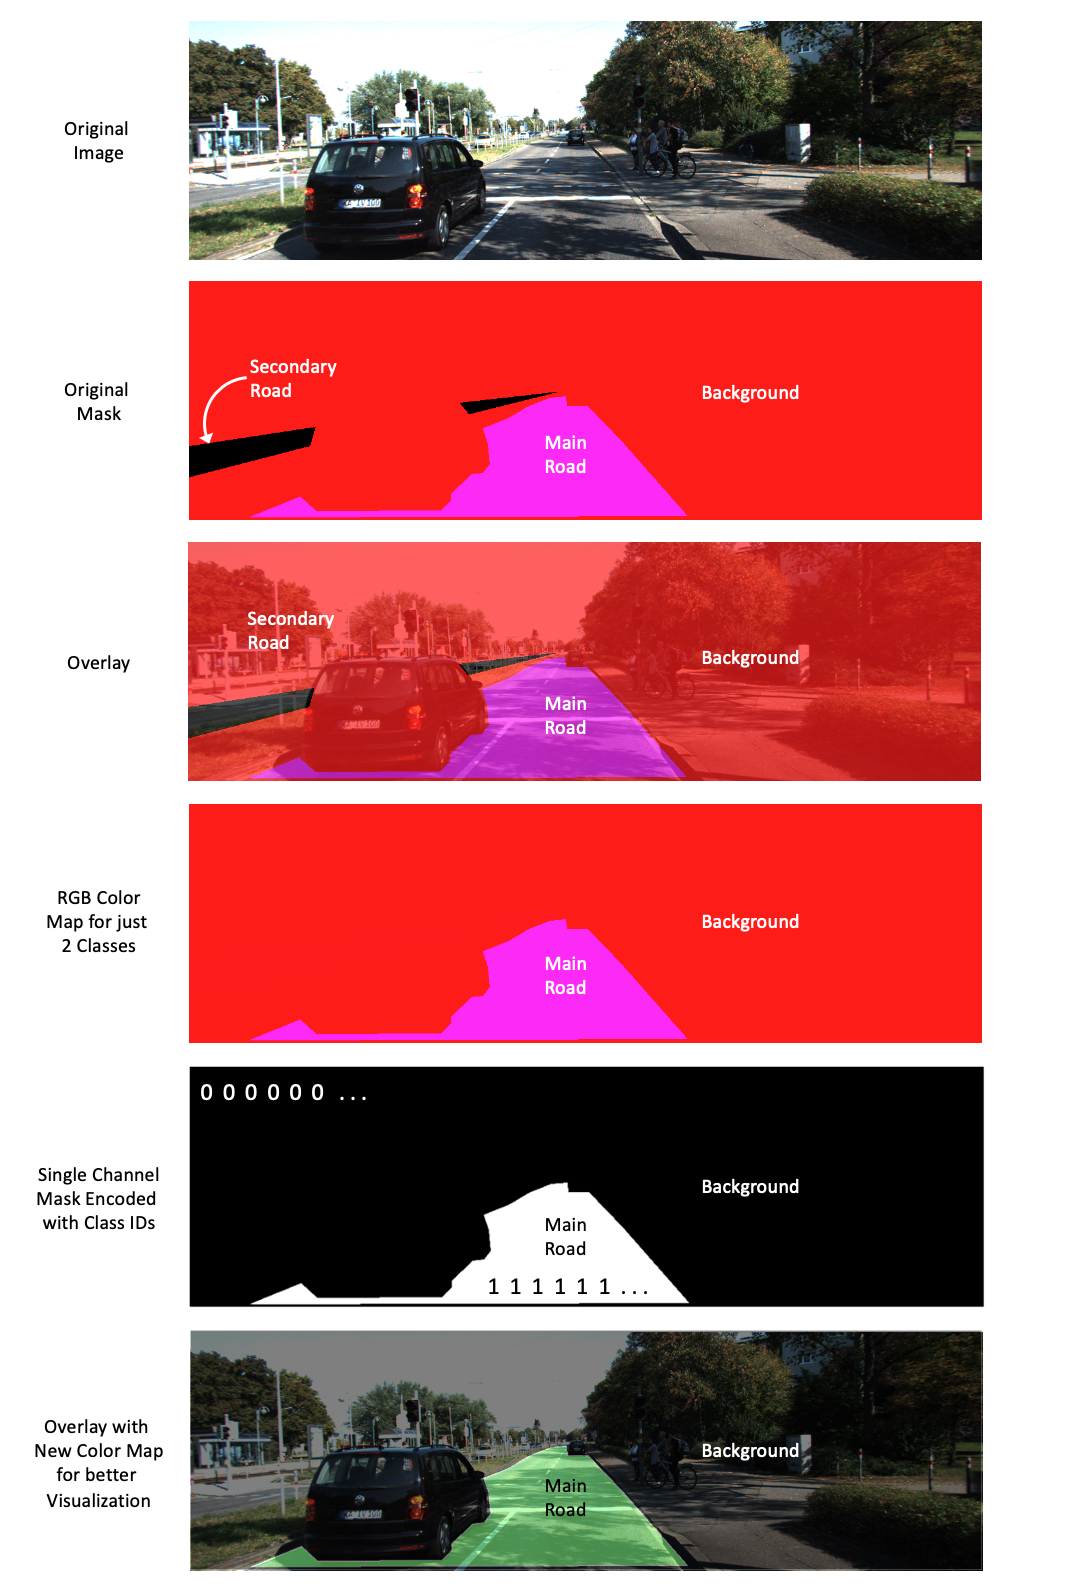 Original
Image
Original
Mask
Secondary
Road
Background
Main
Road
Overlay
Secondary
Road
Background
Main
Road
RGB Color
Map for just
2 Classes
Background
Main
Road
Single Channel
Mask Encoded
with Class IDs
0 0 0 0 0 0 ...
Background
Main
Road
1 1 1 1 1 1 ...
Overlay with
New Color Map
for better
Visualization
Background
Main
Road